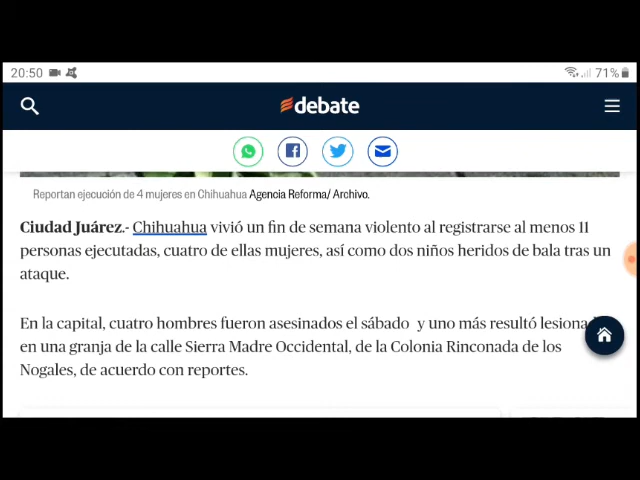 20:50
71%
debate
Reportan ejecución de 4 mujeres en Chihuahua Agencia Reforma/ Archivo.
Ciudad Juárez.- Chihuahua vivió un fin de semana violento al registrarse al menos 11
personas ejecutadas, cuatro de ellas mujeres, así como dos niños heridos de bala tras un
ataque.
En la capital, cuatro hombres fueron asesinados el sábado y uno más resultó
en una granja de la calle Sierra Madre Occidental, de la Colonia Rinconada de los
Nogales, de acuerdo con reportes.